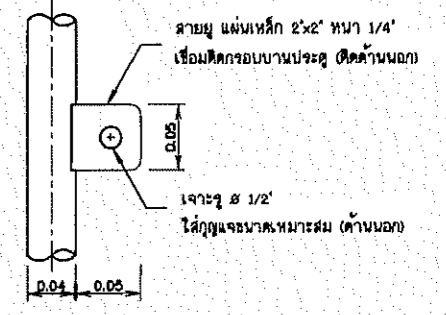 สายยู แผ่นเหล็ก 2"x2" หนา 1/4"
เชื่อมติดกรอบบานประตู (ติดด้านนอก)
0.05
เจาะรู ø 1/2"
ใส่กุญแจขนาดเหมาะสม (ด้านนอก)
0.04 0.05